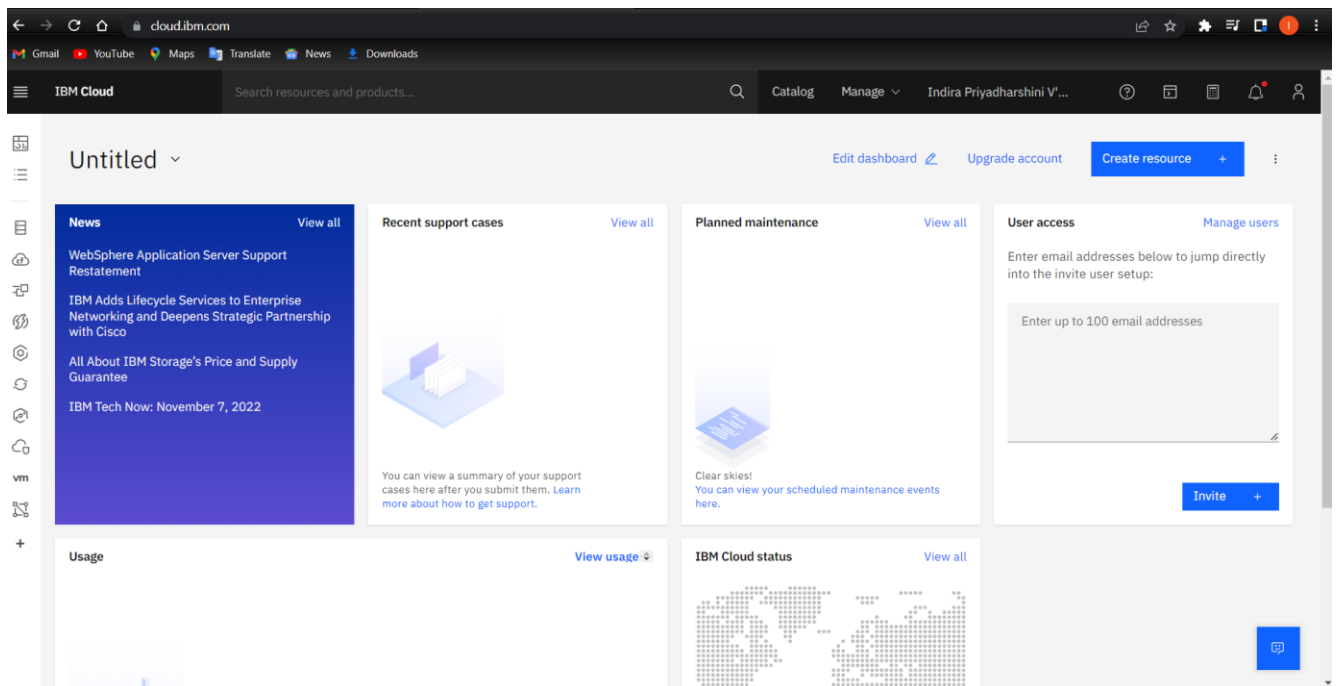 cloud.ibm.com
Gmail YouTube Maps Translate News Downloads
IBM Cloud Search resources and products... Catalog Manage Indira Priyadharshini V'...
Untitled Edit dashboard Upgrade account Create resource +
News View all
WebSphere Application Server Support
Restatement
IBM Adds Lifecycle Services to Enterprise
Networking and Deepens Strategic Partnership
with Cisco
All About IBM Storage's Price and Supply
Guarantee
IBM Tech Now: November 7, 2022
Recent support cases View all
You can view a summary of your support
cases here after you submit them. Learn
more about how to get support.
Planned maintenance View all
Clear skies!
You can view your scheduled maintenance events
here.
User access Manage users
Enter email addresses below to jump directly
into the invite user setup:
Enter up to 100 email addresses
Invite +
vm
Usage View usage
IBM Cloud status View all